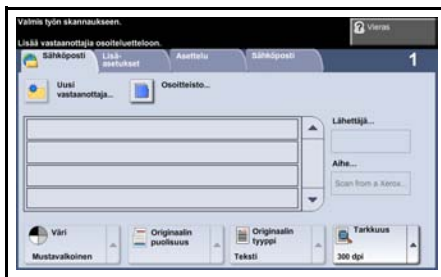 Valmis työn skannaukseen.
Vieras
Lisää vastaanottajia osoiteluetteloon.
Sähköposti
Lisä-
asetukset
Asettelu
Sähköposti
1
Uusi
vastaanottaja...
Osoitteisto...
Lähettäjä...
Aihe...
Scan from a Xerox...
Väri
Mustavalkoinen
Originaalin
puolisuus
Originaalin
tyyppi
Teksti
Tarkkuus
300 dpi